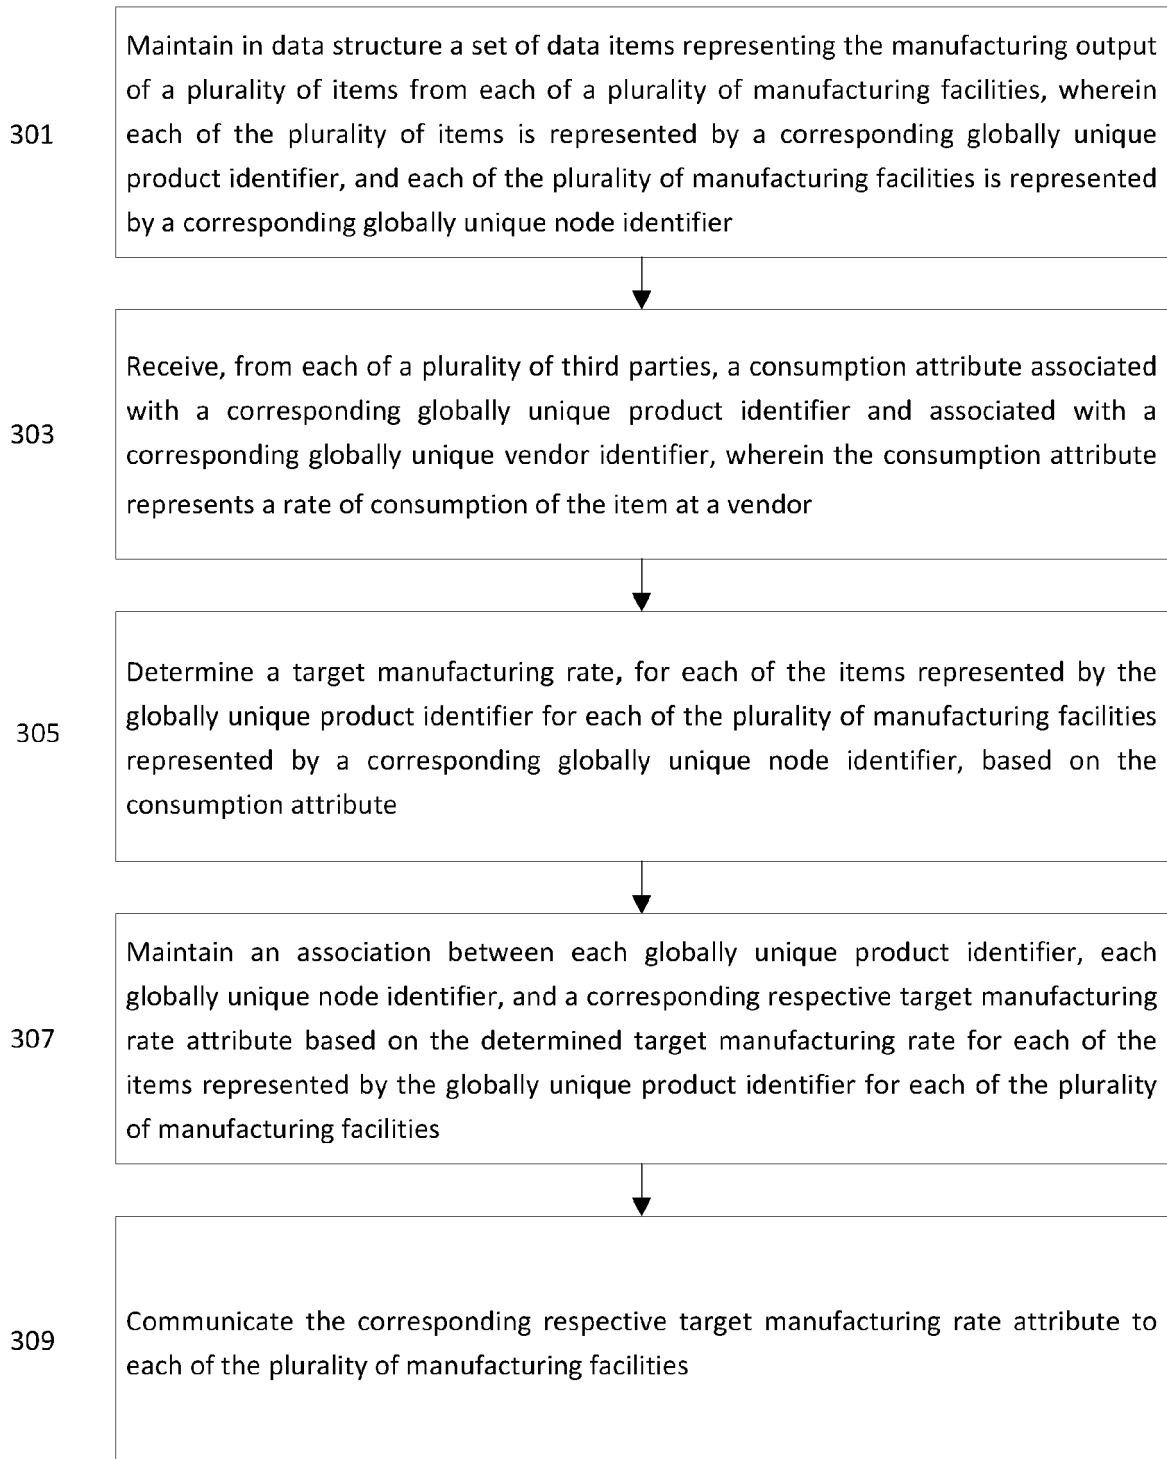 301
Maintain in data structure a set of data items representing the manufacturing output
of a plurality of items from each of a plurality of manufacturing facilities, wherein
each of the plurality of items is represented by a corresponding globally unique
product identifier, and each of the plurality of manufacturing facilities is represented
by a corresponding globally unique node identifier
303
Receive, from each of a plurality of third parties, a consumption attribute associated
with a corresponding globally unique product identifier and associated with a
corresponding globally unique vendor identifier, wherein the consumption attribute
represents a rate of consumption of the item at a vendor
305
Determine a target manufacturing rate, for each of the items represented by the
globally unique product identifier for each of the plurality of manufacturing facilities
represented by a corresponding globally unique node identifier, based on the
consumption attribute
307
Maintain an association between each globally unique product identifier, each
globally unique node identifier, and a corresponding respective target manufacturing
rate attribute based on the determined target manufacturing rate for each of the
items represented by the globally unique product identifier for each of the plurality
of manufacturing facilities
309
Communicate the corresponding respective target manufacturing rate attribute to
each of the plurality of manufacturing facilities